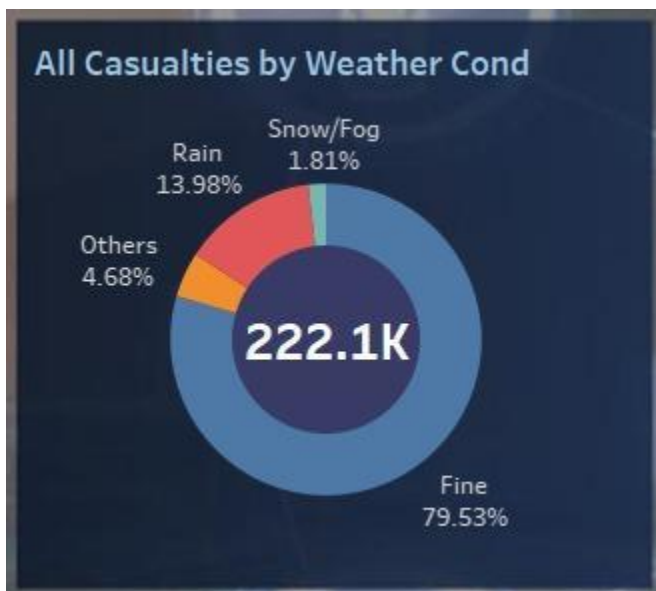 All Casualties by Weather Cond
Snow/Fog
1.81%
Rain
13.98%
Others
4.68%
222.1K
Fine
79.53%